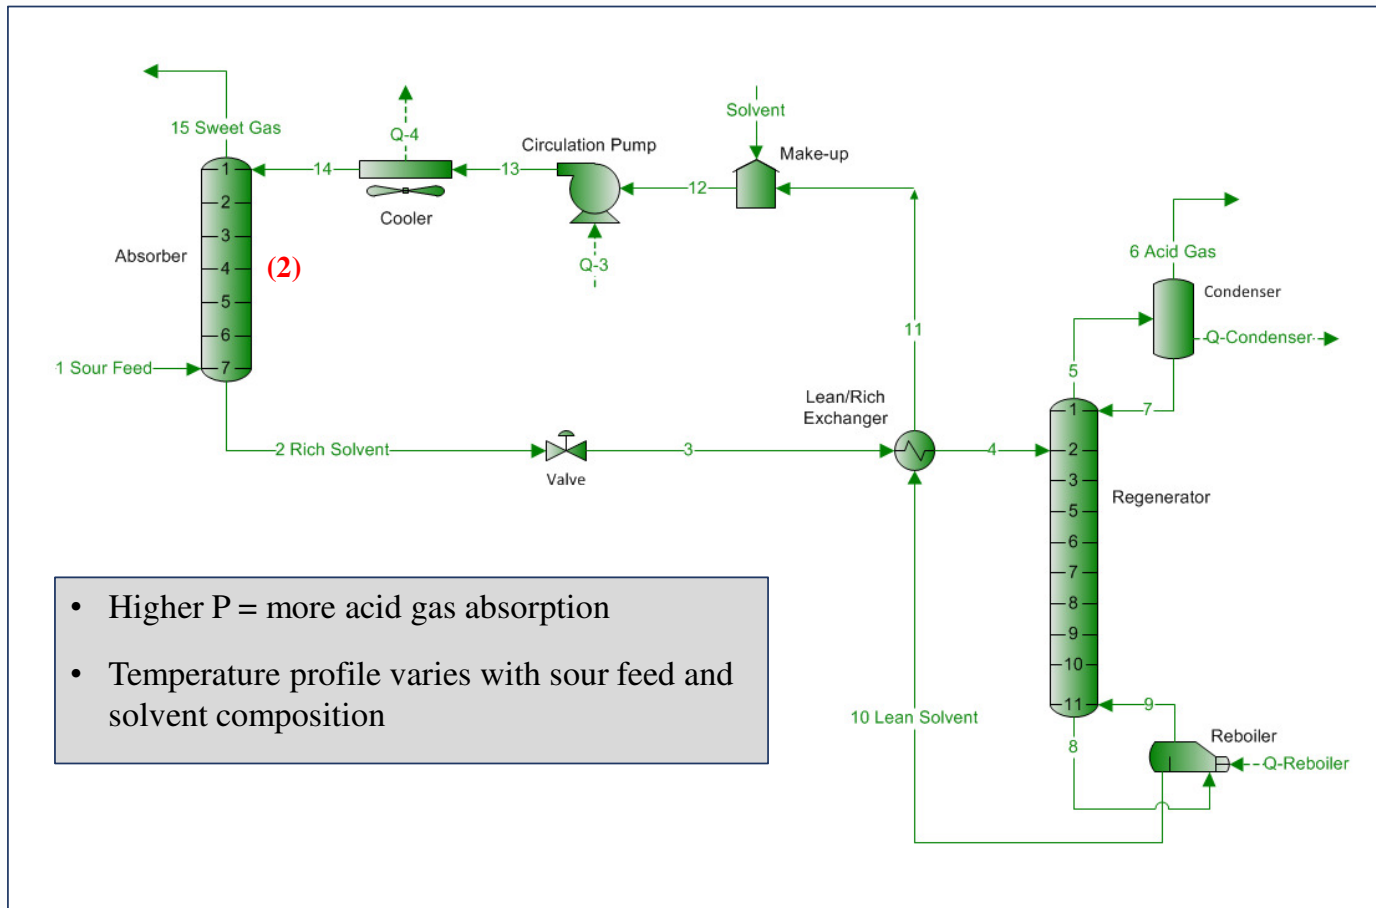 15 Sweet Gas
Q-4
Solvent
Circulation Pump
Make-up
14
13
12
Cooler
Q-3
Absorber
(2)
1
2
3
4
5
6
7
1 Sour Feed
6 Acid Gas
Condenser
Q-Condenser
11
5
7
Lean/Rich
Exchanger
2 Rich Solvent
Valve
3
4
1
2
3
5
6
7
8
9
10
11
Regenerator
• Higher P = more acid gas absorption
• Temperature profile varies with sour feed and
solvent composition
10 Lean Solvent
8
9
Reboiler
Q-Reboiler